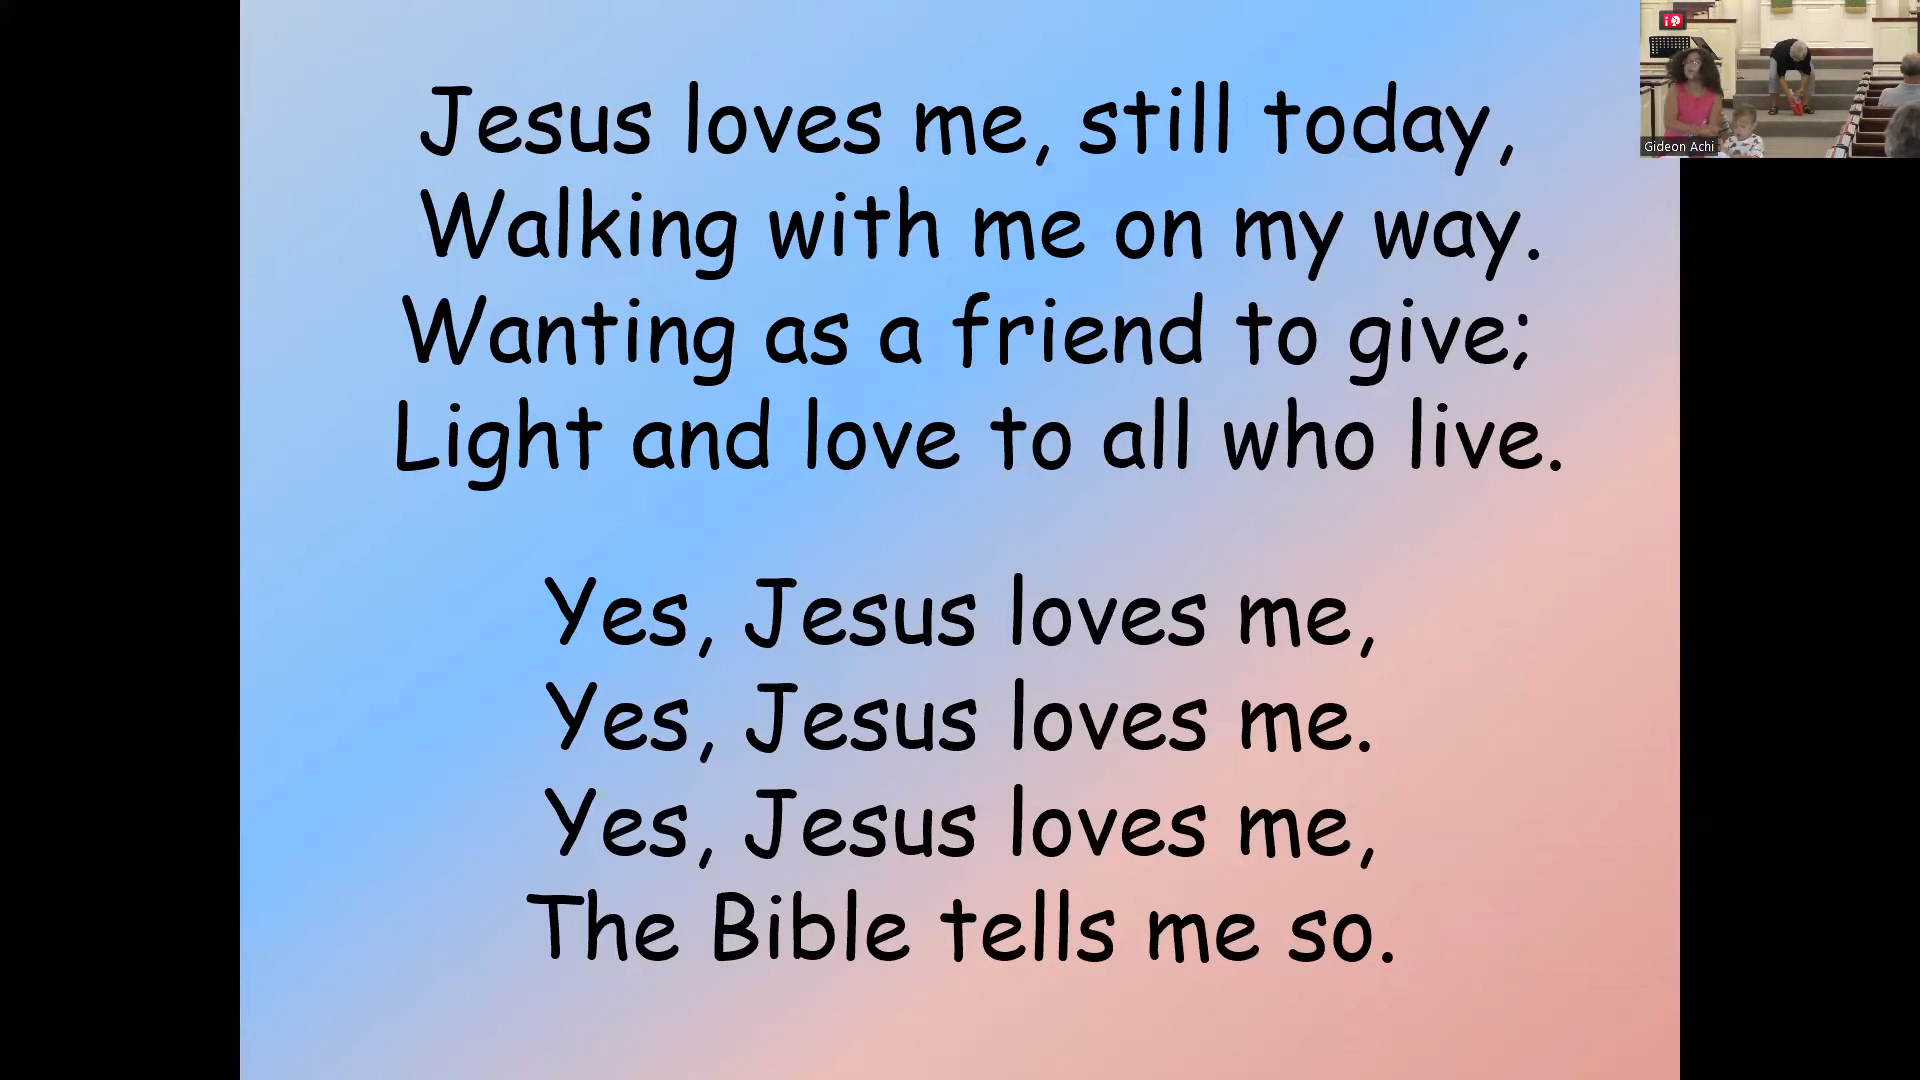 Jesus loves me, still today,
Walking with me on my way.
Wanting as a friend to give;
Light and love to all who live.
Yes, Jesus loves me,
Yes, Jesus loves me.
Yes, Jesus loves me,
The Bible tells me so.
Gideon Achi